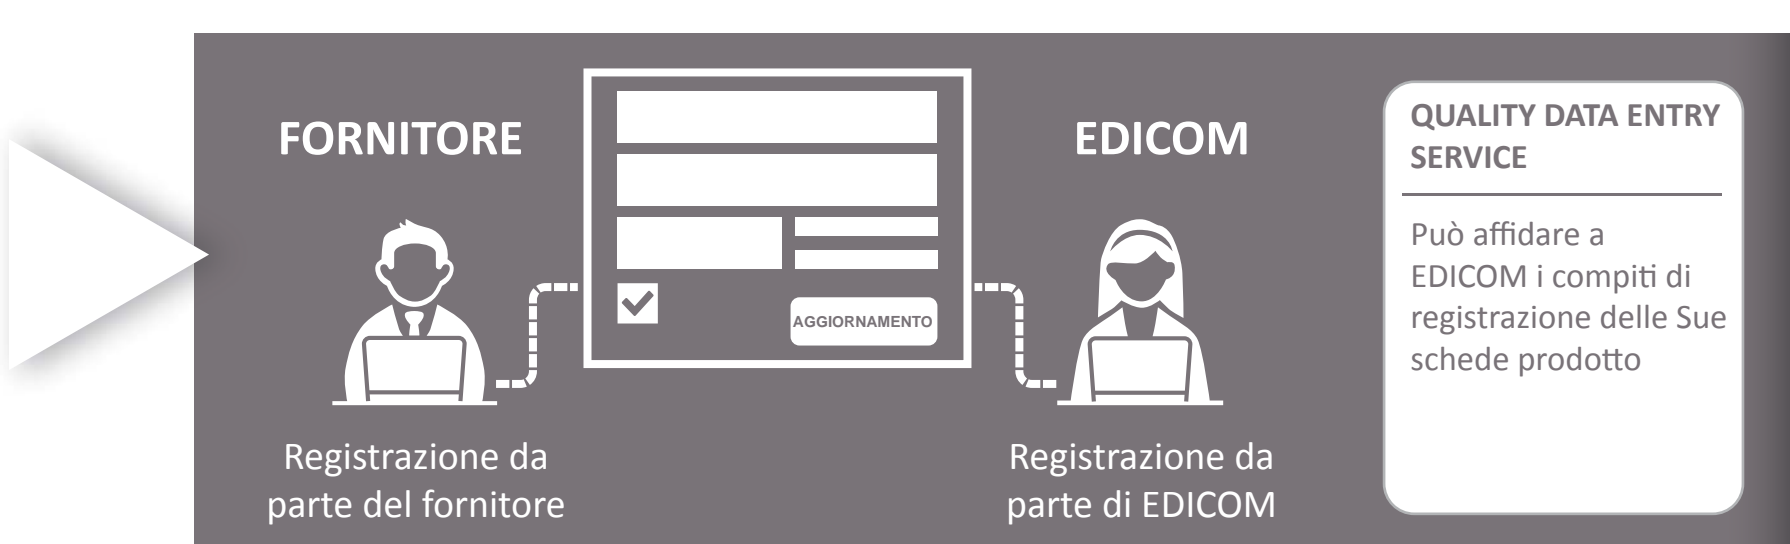 FORNITORE
Registrazione da
parte del fornitore
AGGIORNAMENTO
EDICOM
Registrazione da
parte di EDICOM
QUALITY DATA ENTRY
SERVICE
Può affidare a
EDICOM i compiti di
registrazione delle Sue
schede prodotto